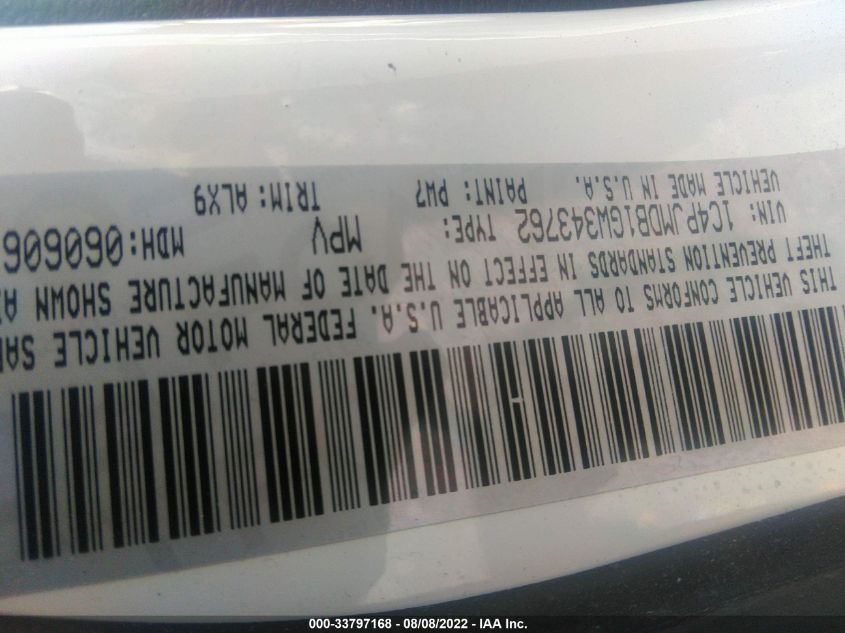 THIS VEHICLE CONFORMS TO ALL APPLICABLE U.S.A. FEDERAL MOTOR VEHICLE SAF
THEFT PREVENTION STANDARDS IN EFFECT ON THE DATE OF MANUFACTURE SHOWN A
VIN: 1C4PJMDB1GW343762 TYPE: MPV MDH:060606
VEHICLE MADE IN U.S.A. PAINT: PW7 TRIM: ALX9
000-33797168 - 08/08/2022 - IAA Inc.